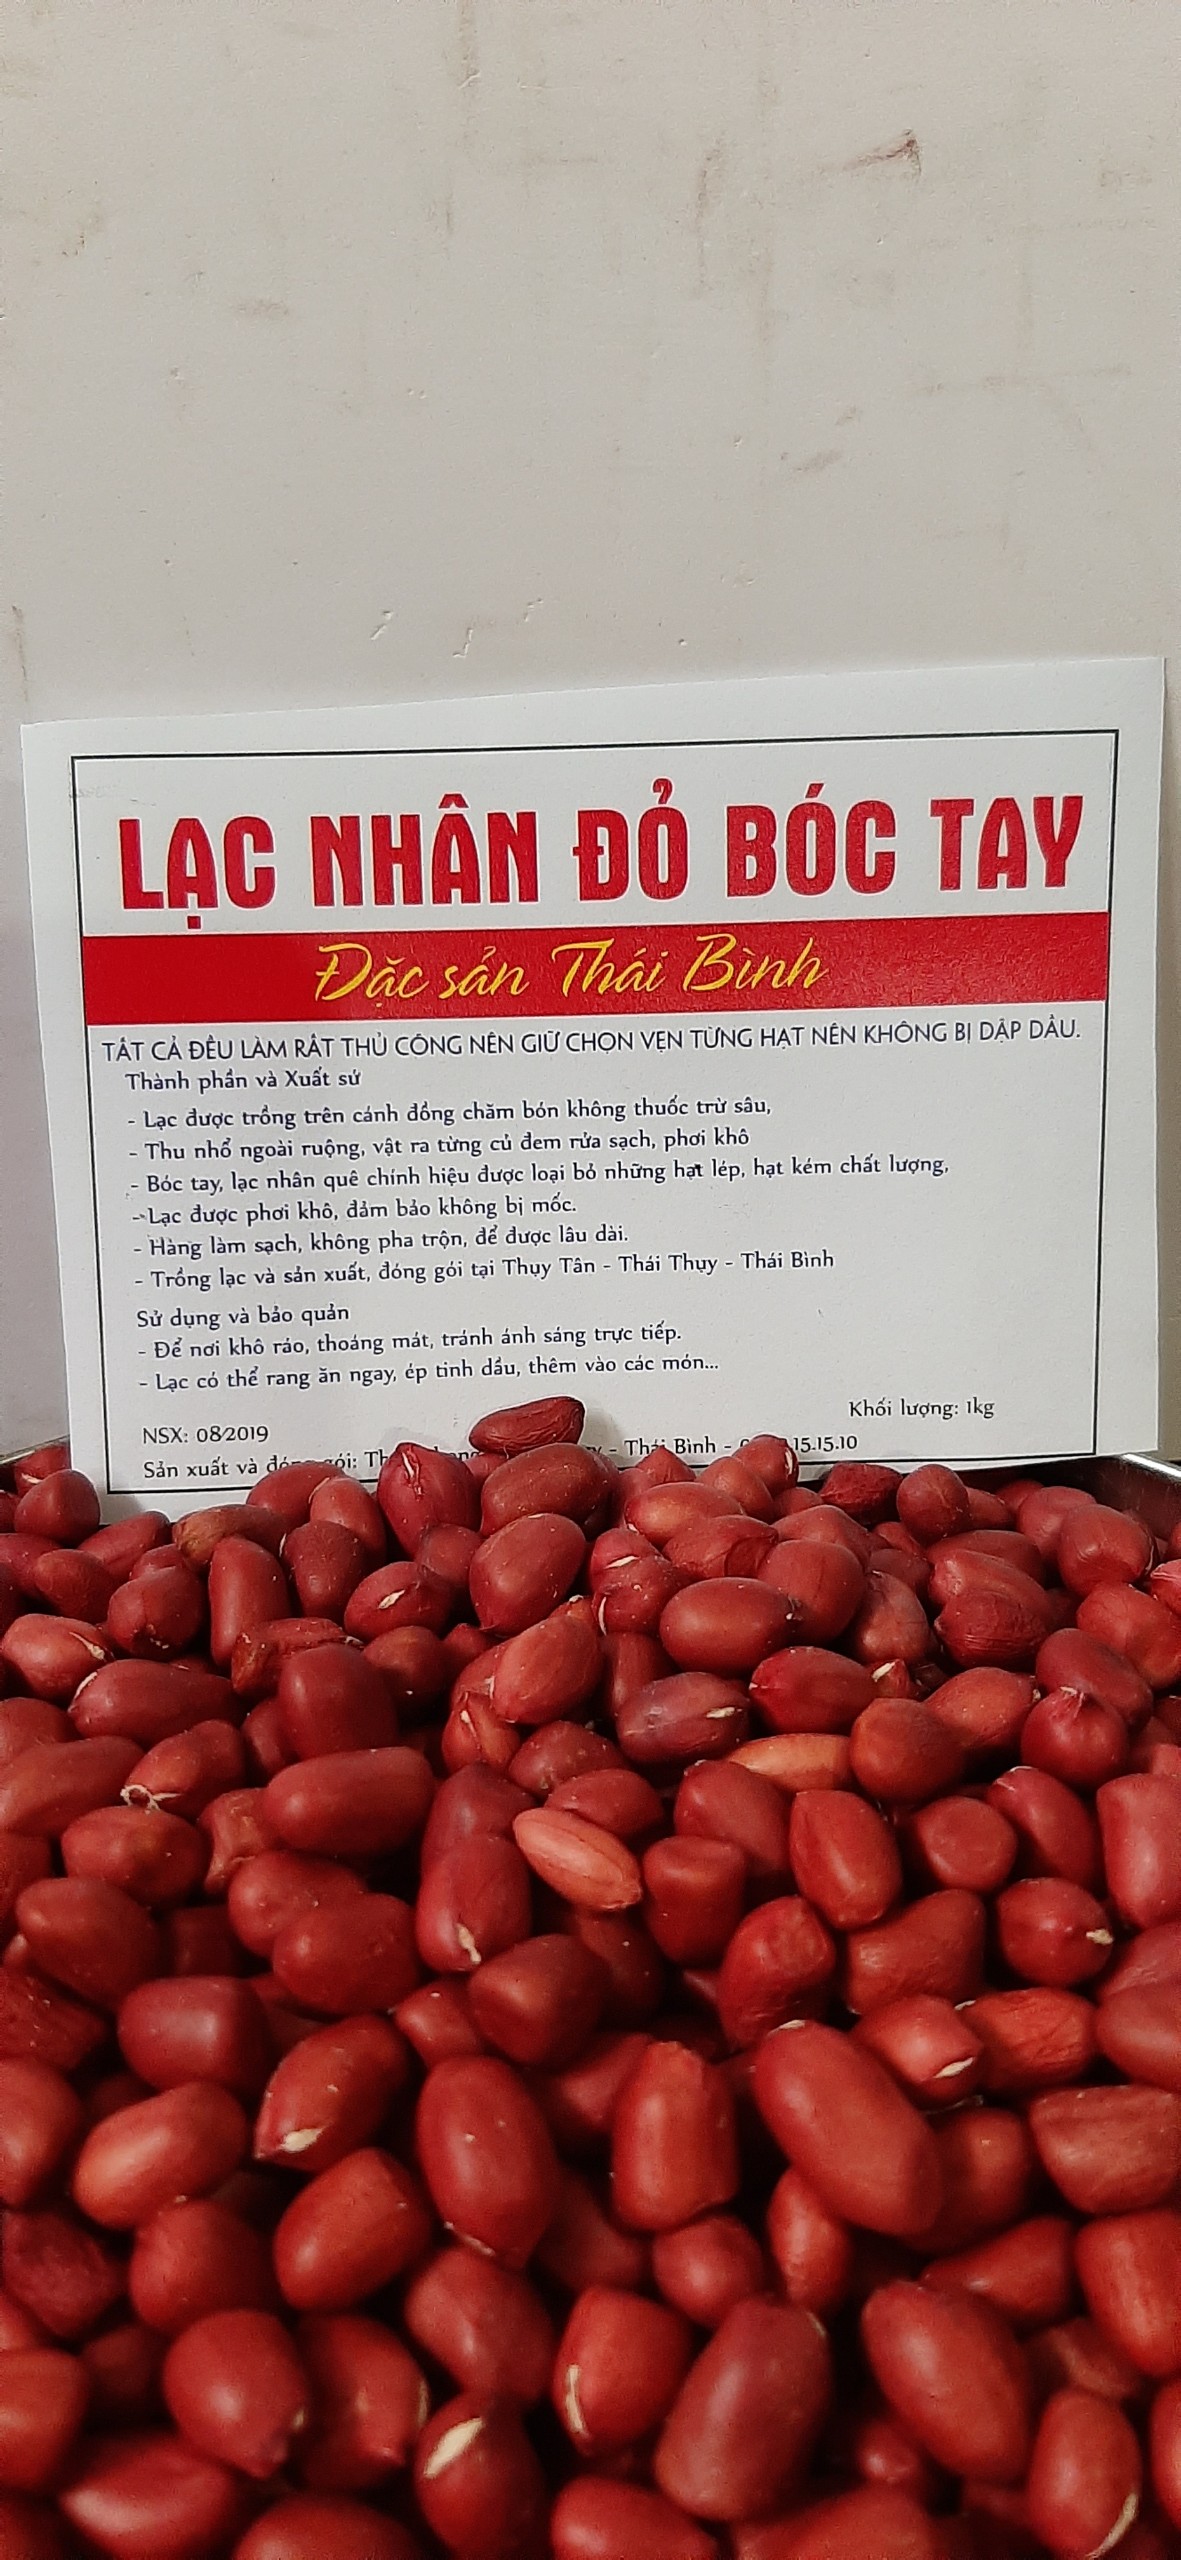 LẠC NHÂN ĐỎ BÓC TAY
Đặc sản Thái Bình
TẤT CẢ ĐỀU LÀM RẤT THỦ CÔNG NÊN GIỮ CHỌN VẸN TỪNG HẠT NÊN KHÔNG BỊ DẬP DẦU.
Thành phần và Xuất sứ
- Lạc được trồng trên cánh đồng chăm bón không thuốc trừ sâu,
- Thu nhổ ngoài ruộng, vật ra từng củ đem rửa sạch, phơi khô
- Bóc tay, lạc nhân quê chính hiệu được loại bỏ những hạt lép, hạt kém chất lượng,
- Lạc được phơi khô, đảm bảo không bị mốc.
- Hàng làm sạch, không pha trộn, để được lâu dài.
- Trồng lạc và sản xuất, đóng gói tại Thụy Tân - Thái Thụy - Thái Bình
Sử dụng và bảo quản
- Để nơi khô ráo, thoáng mát, tránh ánh sáng trực tiếp.
- Lạc có thể rang ăn ngay, ép tinh dầu, thêm vào các món...
Khối lượng: 1kg
NSX: 08/2019
Sản xuất và - Thái Bình - 15.15.10